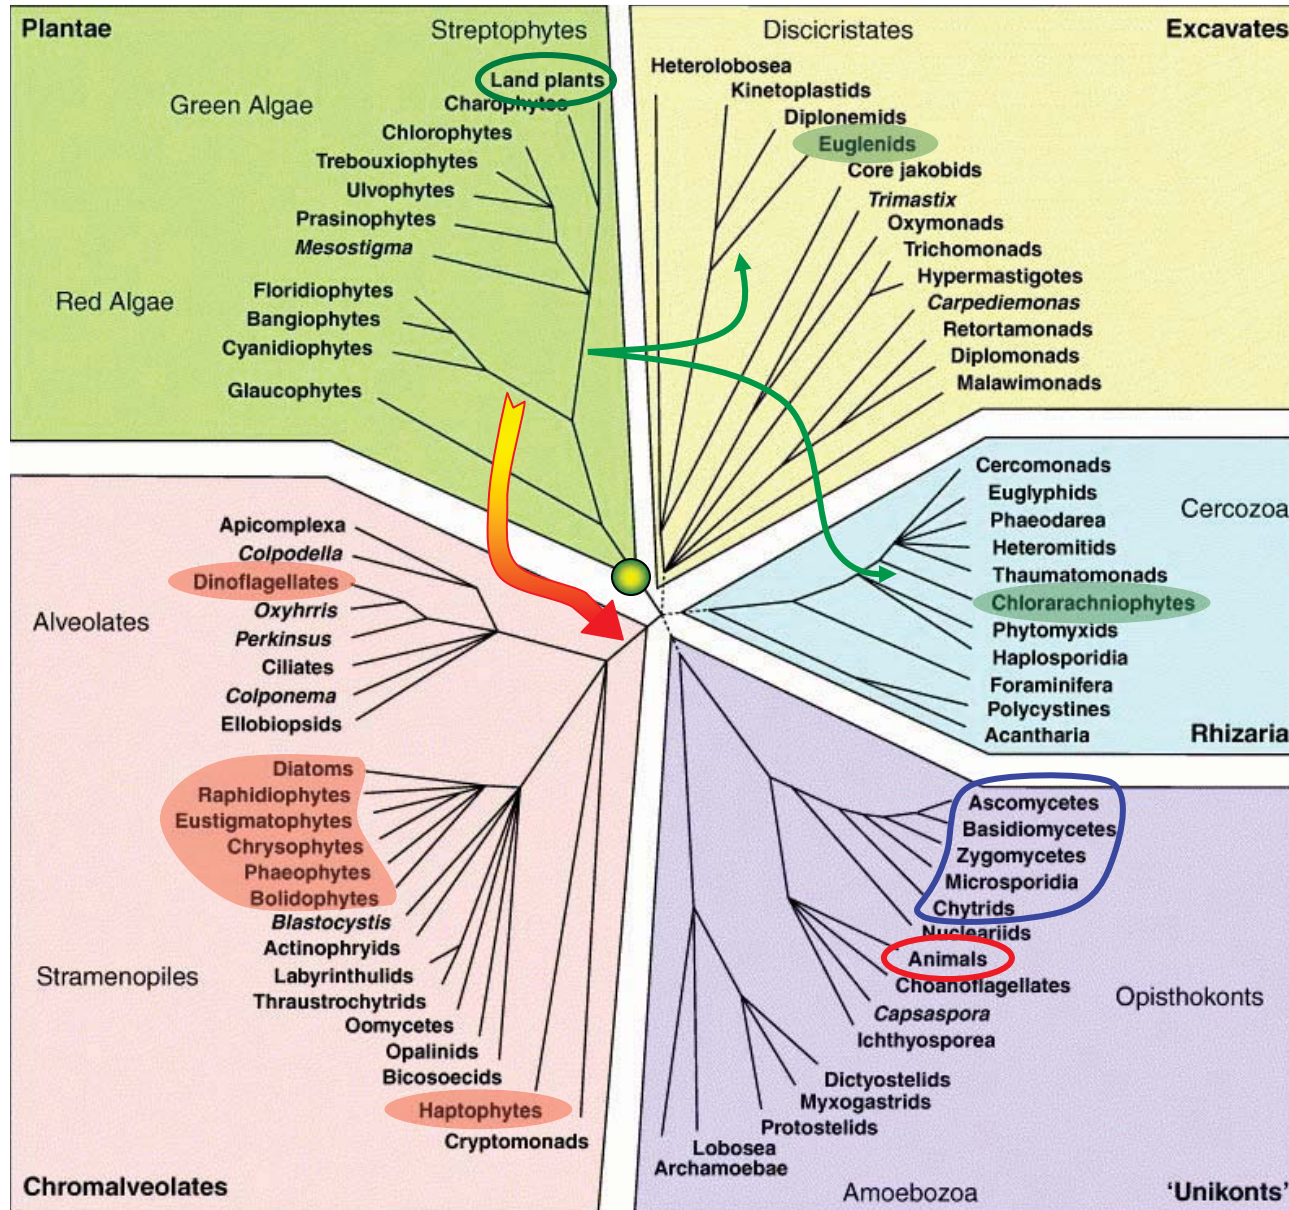 Plantae
Streptophytes
Land plants
Green Algae
Charophytes
Chlorophytes
Trebouxiophytes
Ulvophytes
Prasinophytes
Mesostigma
Red Algae
Floridiophytes
Bangiophytes
Cyanidiophytes
Glaucophytes
Discicristates
Excavates
Heterolobosea
Kinetoplastids
Diplonemids
Euglenids
Core jakobids
Trimastix
Oxymonads
Trichomonads
Hypermastigotes
Carpediemonas
Retortamonads
Diplomonads
Malawimonads
Cercomonads
Euglyphids
Cercozoa
Phaeodarea
Heteromitids
Thaumatomonads
Chlorarachniophytes
Phytomyxids
Haplosporidia
Foraminifera
Polycystines
Acantharia
Rhizaria
Apicomplexa
Colpodella
Dinoflagellates
Oxyhrris
Alveolates
Perkinsus
Ciliates
Colponema
Ellobiopsids
Diatoms
Raphidiophytes
Eustigmatophytes
Chrysophytes
Phaeophytes
Bolidophytes
Blastocystis
Actinophryids
Stramenopiles
Labyrinthulids
Thraustrochytrids
Oomycetes
Opalinids
Bicosoecids
Haptophytes
Cryptomonads
Chromalveolates
Ascomycetes
Basidiomycetes
Zygomycetes
Microsporidia
Chytrids
Nucleariids
Animals
Choanoflagellates
Opisthokonts
Capsaspora
Ichthyosporea
Dictyostelids
Myxogastrids
Protostelids
Lobosea
Archamoebae
Amoebozoa
'Unikonts'